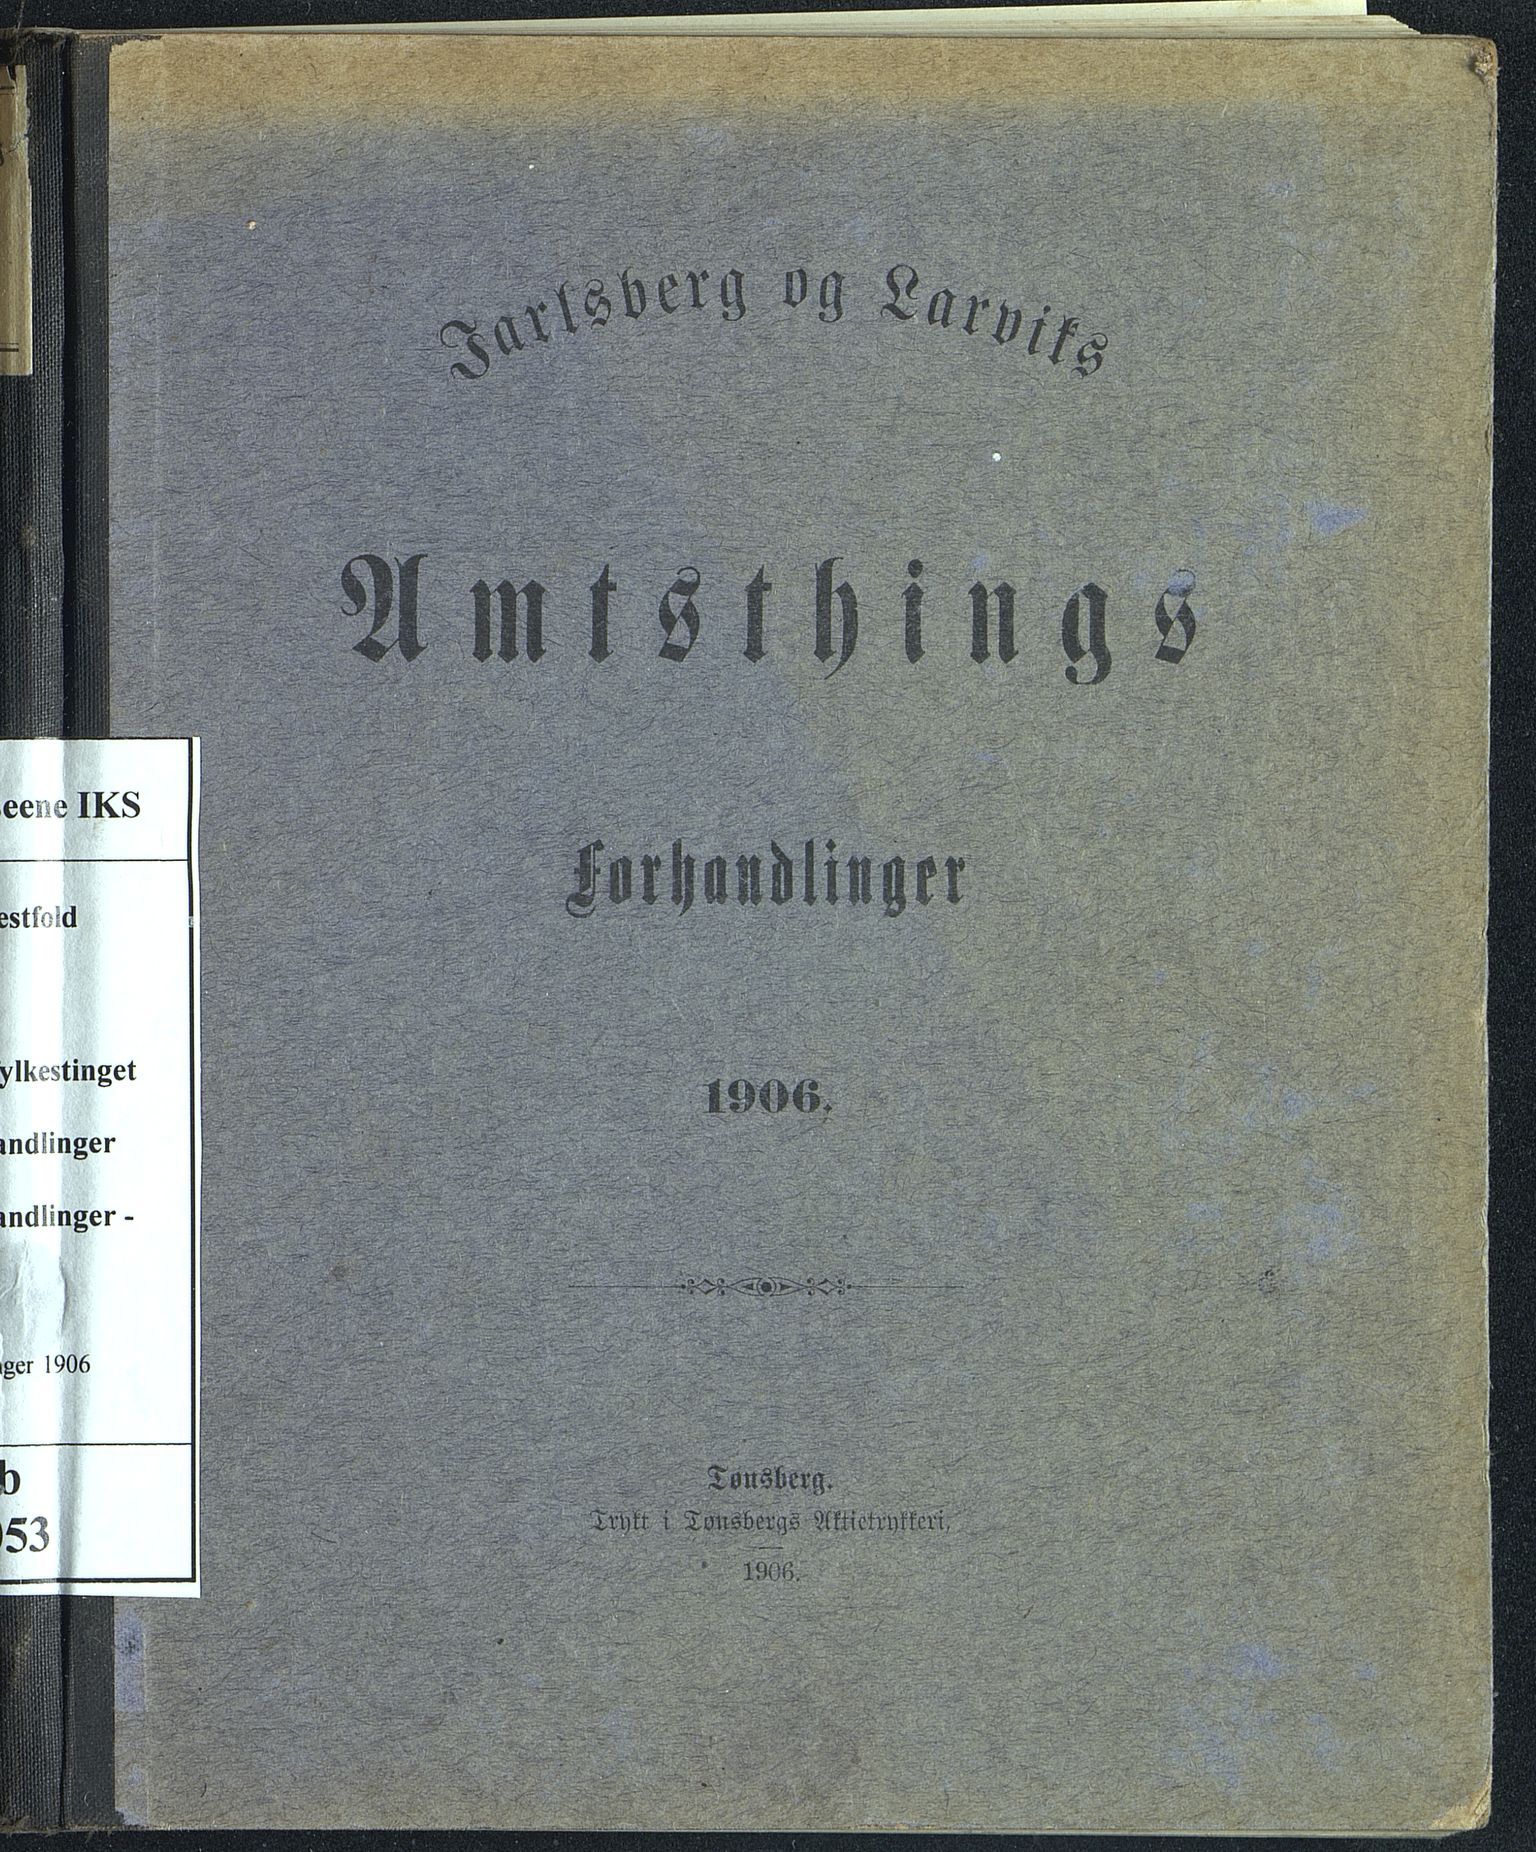 Jarlsberg og Larviks
Amtsthings
Forhandlinger
1906.
Tønsberg.
Trykt i Tønsbergs Aktietrykkeri,
1906.
eene IKS
estfold
ylkestinget
andlinger
andlinger -
ger 1906
b
053